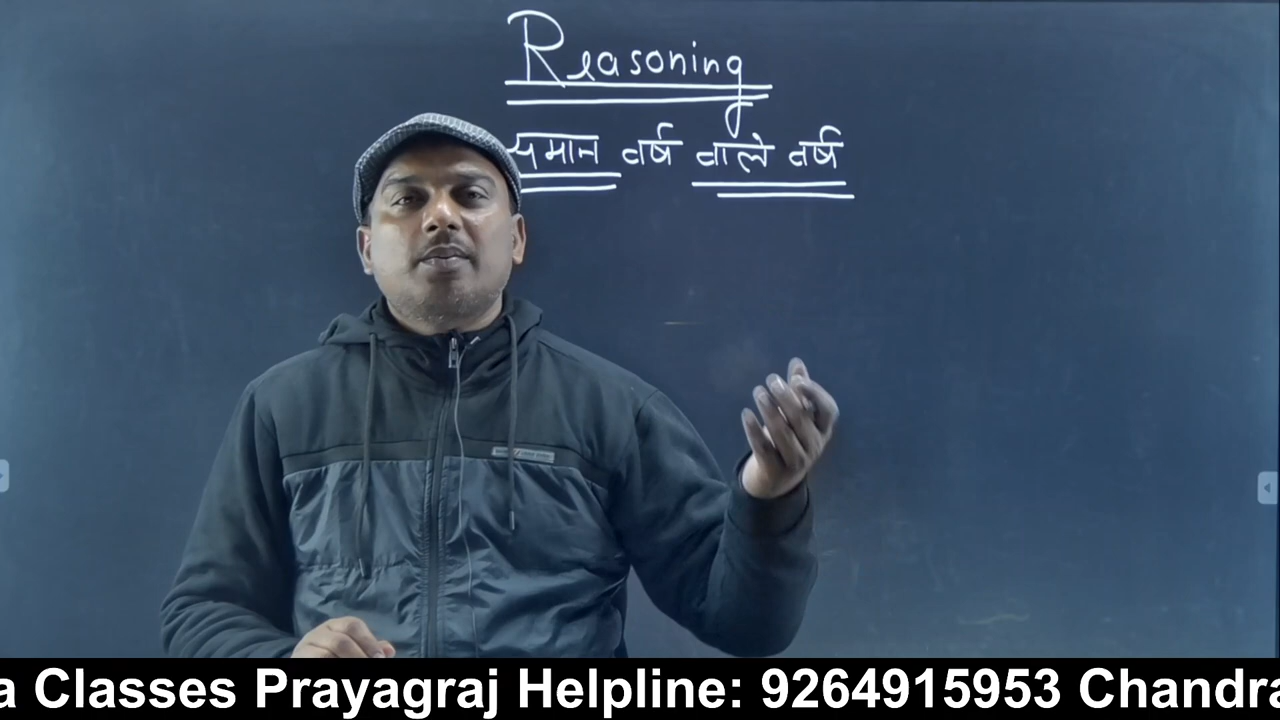 Reasoning
समान वर्ष वाले वर्ष
a Classes Prayagraj Helpline: 9264915953 Chandra